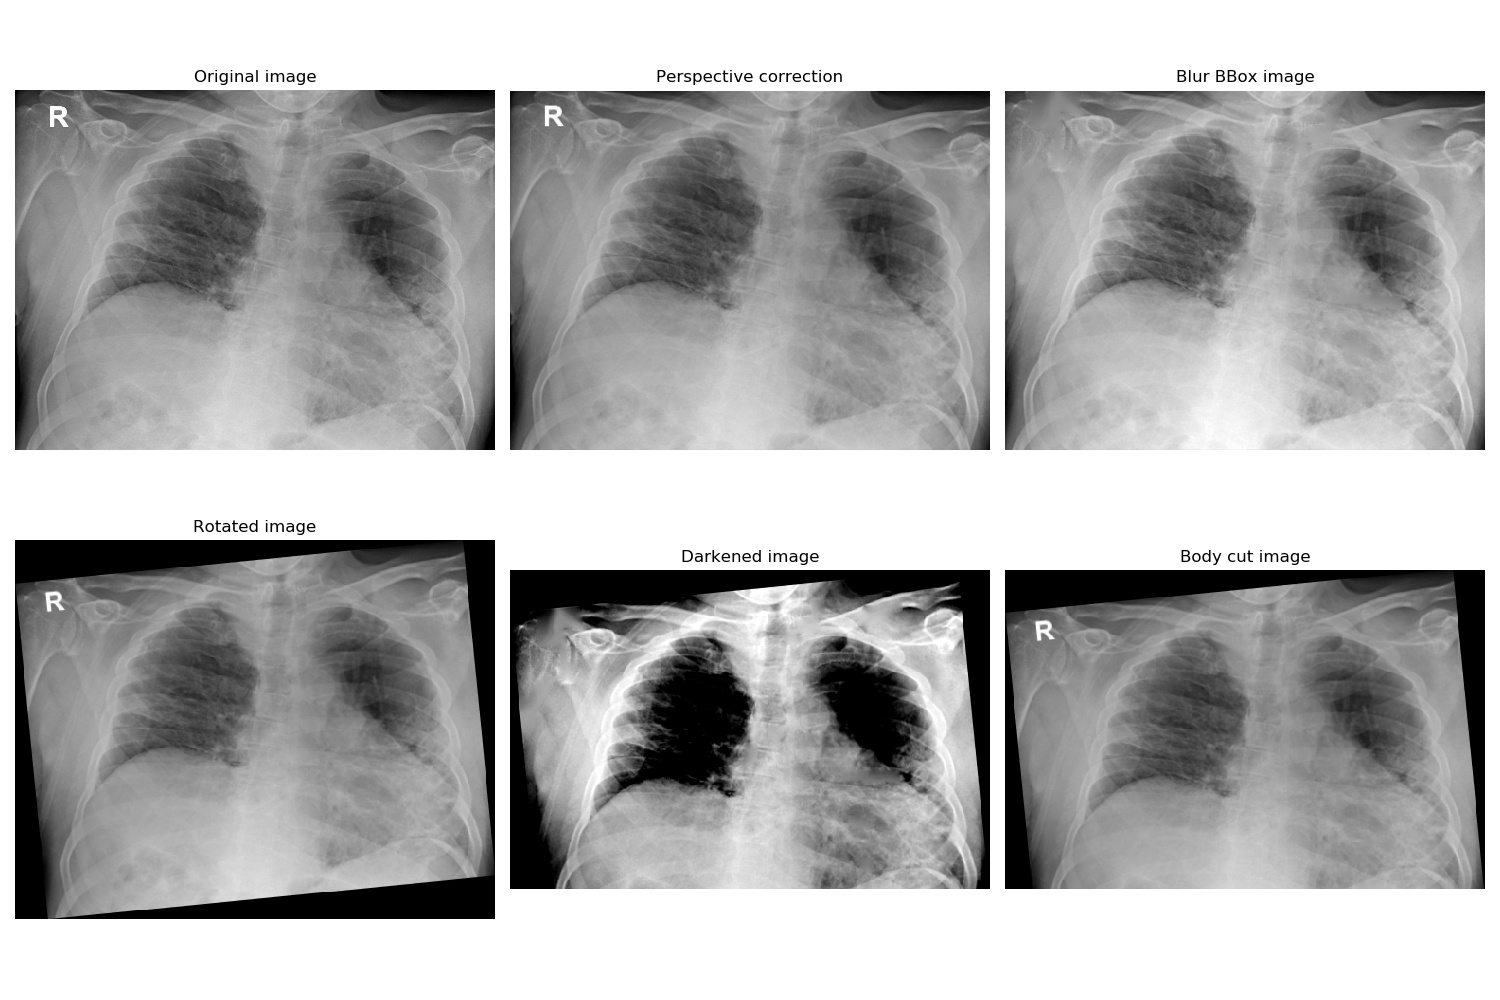 Original image
Perspective correction
Blur BBox image
R
R
Rotated image
Darkened image
Body cut image
R
R